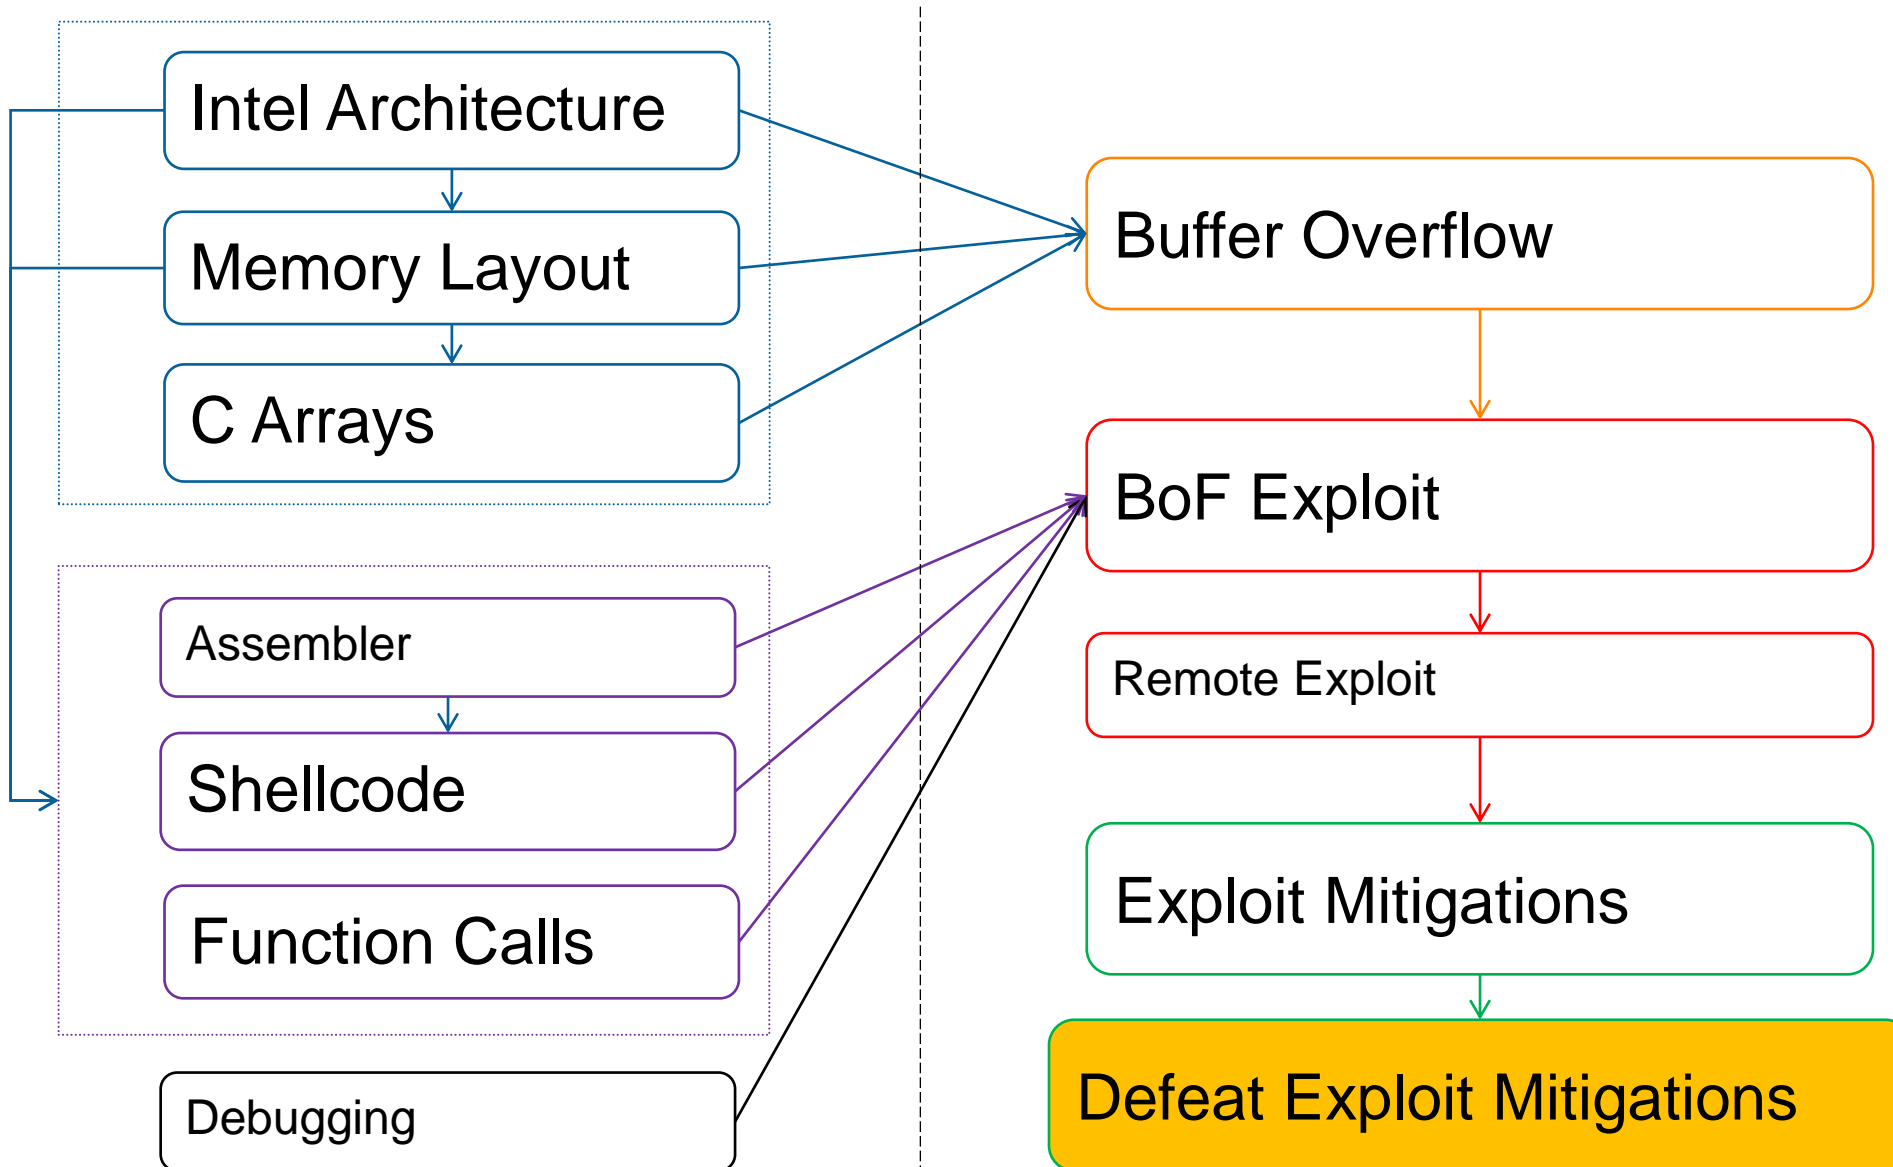 Intel Architecture
Memory Layout
C Arrays
Assembler
Shellcode
Function Calls
Debugging
Buffer Overflow
BoF Exploit
Remote Exploit
Exploit Mitigations
Defeat Exploit Mitigations